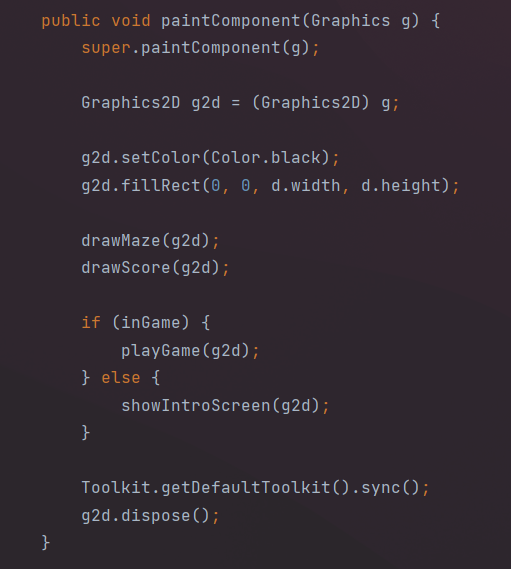 public void paintComponent(Graphics g) {
super.paintComponent(g);
Graphics2D g2d = (Graphics2D) g;
g2d.setColor(Color.black);
g2d.fillRect(0, 0, d.width, d.height);
drawMaze(g2d);
drawScore(g2d);
if (inGame) {
playGame(g2d);
} else {
showIntroScreen(g2d);
}
Toolkit.getDefaultToolkit().sync();
g2d.dispose();
}